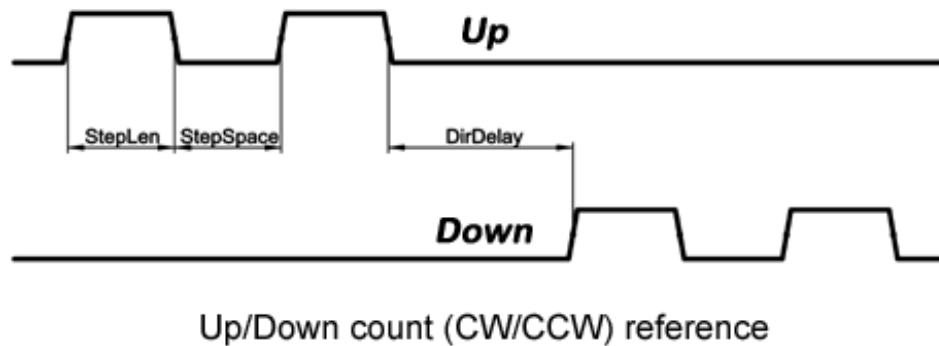 Up
StepLen StepSpace DirDelay
Down
Up/Down count (CW/CCW) reference